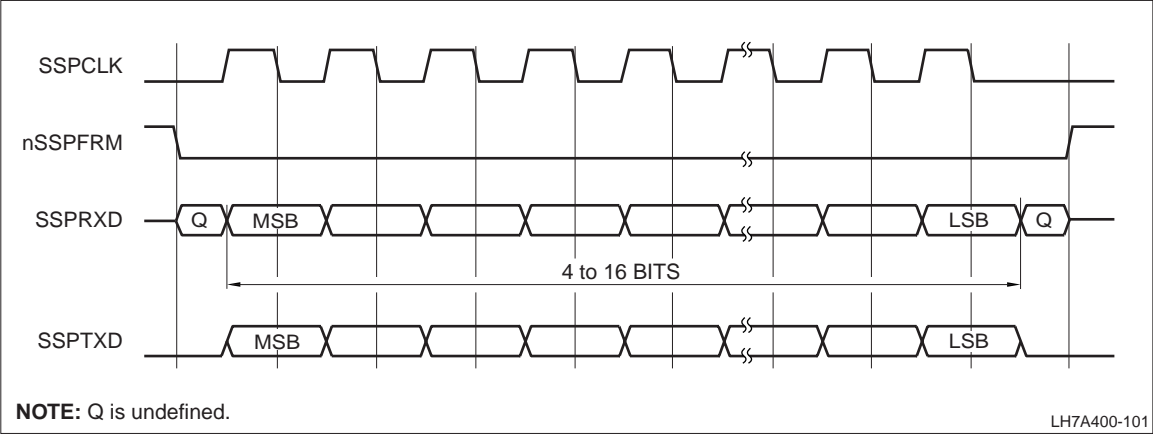 SSPCLK
nSSPFRM
SSPRXD
Q
MSB
LSB
Q
4 to 16 BITS
SSPTXD
MSB
LSB
NOTE: Q is undefined.
LH7A400-101